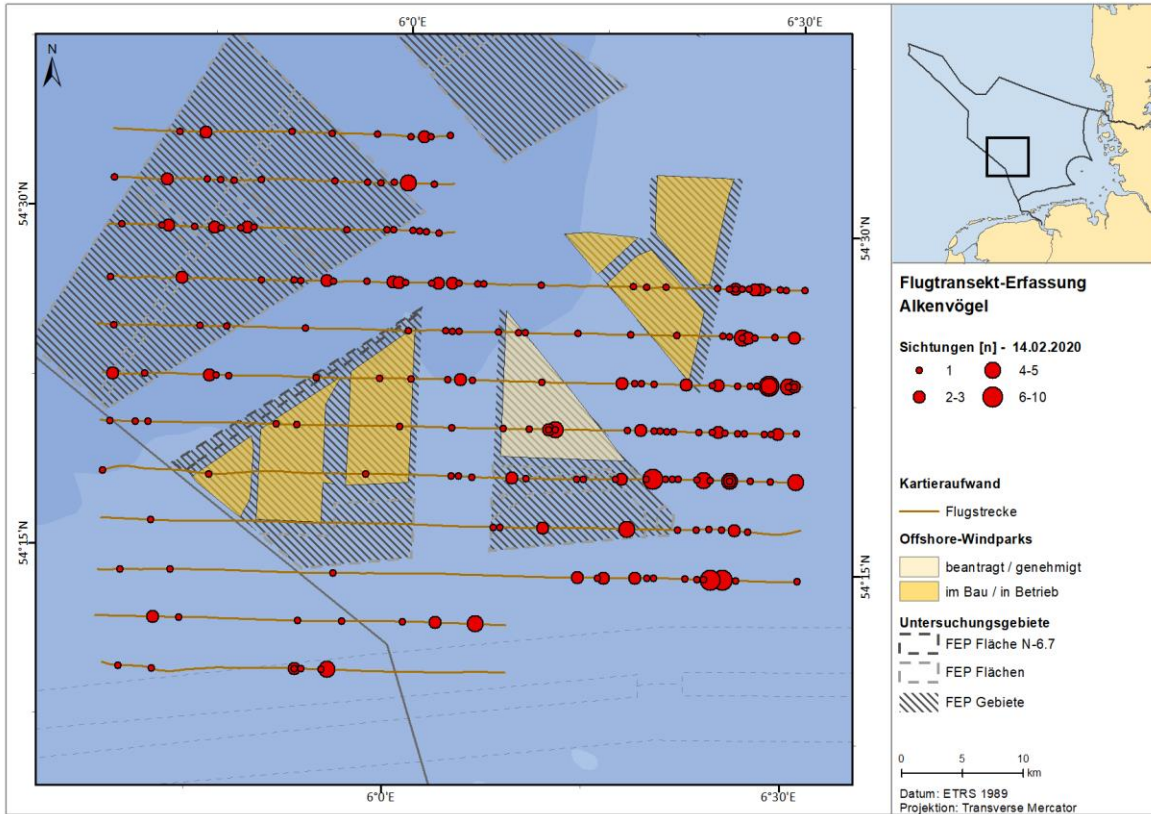 6°0'E
6°30'E
N
54°30'N
54°30'N
54°15'N
54°15'N
6°0'E
6°30'E
Flugtransekt-Erfassung
Alkenvögel
Sichtungen [n] - 14.02.2020
1
4-5
2-3
6-10
Kartieraufwand
Flugstrecke
Offshore-Windparks
beantragt / genehmigt
im Bau / in Betrieb
Untersuchungsgebiete
FEP Fläche N-6.7
FEP Flächen
FEP Gebiete
0 5 10
km
Datum: ETRS 1989
Projektion: Transverse Mercator